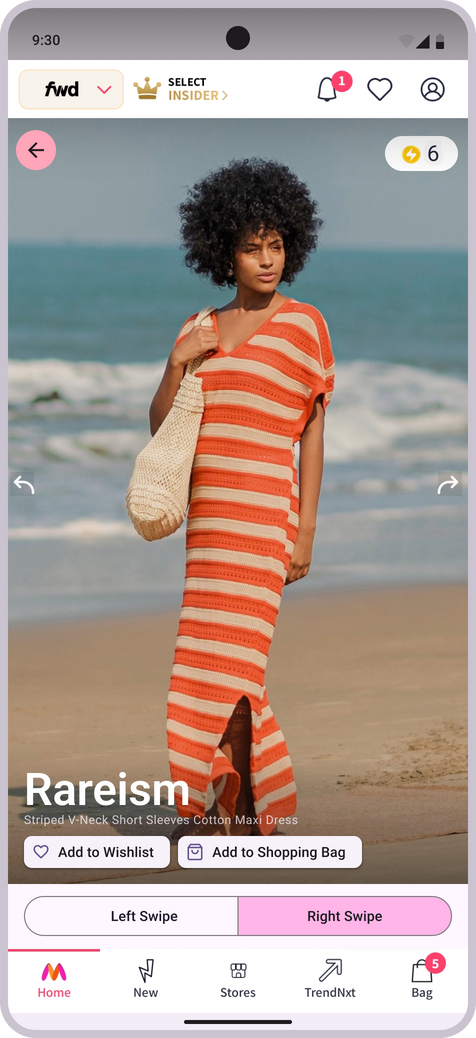 9:30
fwd
SELECT
INSIDER
1
6
Rareism
Striped V-Neck Short Sleeves Cotton Maxi Dress
Add to Wishlist
Add to Shopping Bag
Left Swipe
Right Swipe
5
Home
New
Stores
TrendNxt
Bag